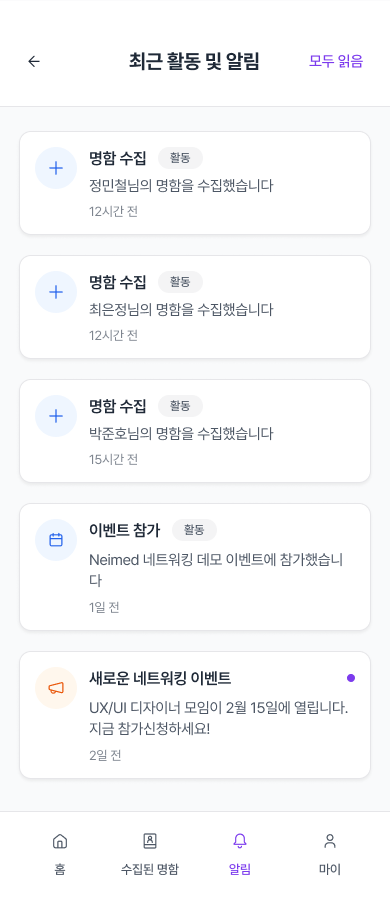 최근 활동 및 알림
모두 읽음
명함 수집
활동
정민철님의 명함을 수집했습니다
12시간 전
명함 수집
활동
최은정님의 명함을 수집했습니다
12시간 전
명함 수집
활동
박준호님의 명함을 수집했습니다
15시간 전
이벤트 참가
활동
Neimed 네트워킹 데모 이벤트에 참가했습니
다
1일 전
새로운 네트워킹 이벤트
UX/UI 디자이너 모임이 2월 15일에 열립니다.
지금 참가신청하세요!
2일 전
홈
수집된 명함
알림
마이